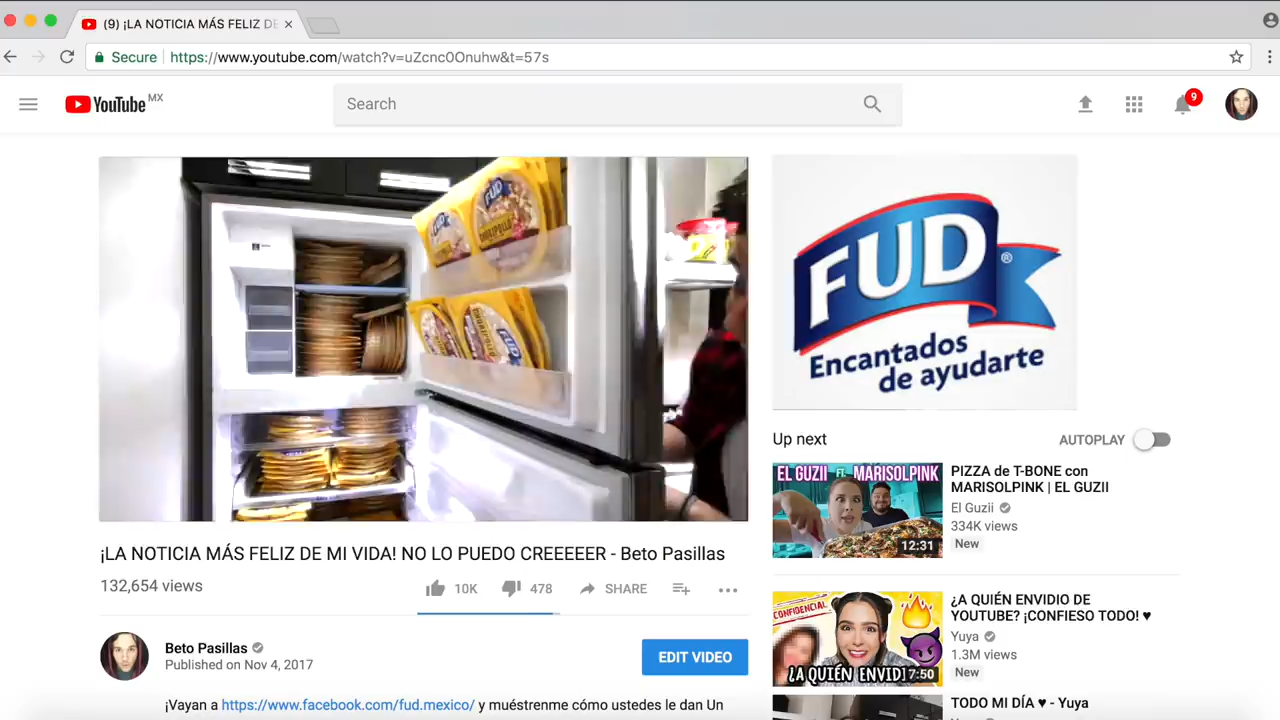 (9) ¡LA NOTICIA MÁS FELIZ DE
Secure
https://www.youtube.com/watch?v=uZcnc0Onuhw&t=57s
YouTube MX
Search
9
FUD
FUD
FUD
FUD®
Encantados
de ayudarte
Up next
AUTOPLAY
EL GUZII FT. MARISOLPINK
12:31
PIZZA de T-BONE con
MARISOLPINK | EL GUZII
El Guzii
334K views
New
¡LA NOTICIA MÁS FELIZ DE MI VIDA! NO LO PUEDO CREEEEER - Beto Pasillas
132,654 views
10K
478
SHARE
CONFIDENCIAL
¿A QUIÉN ENVIDI
7:50
¿A QUIÉN ENVIDIO DE
YOUTUBE? ¡CONFIESO TODO! ♥
Yuya
1.3M views
New
Beto Pasillas
Published on Nov 4, 2017
EDIT VIDEO
TODO MI DÍA ♥ - Yuya
¡Vayan a https://www.facebook.com/fud.mexico/ y muéstrenme cómo ustedes le dan Un